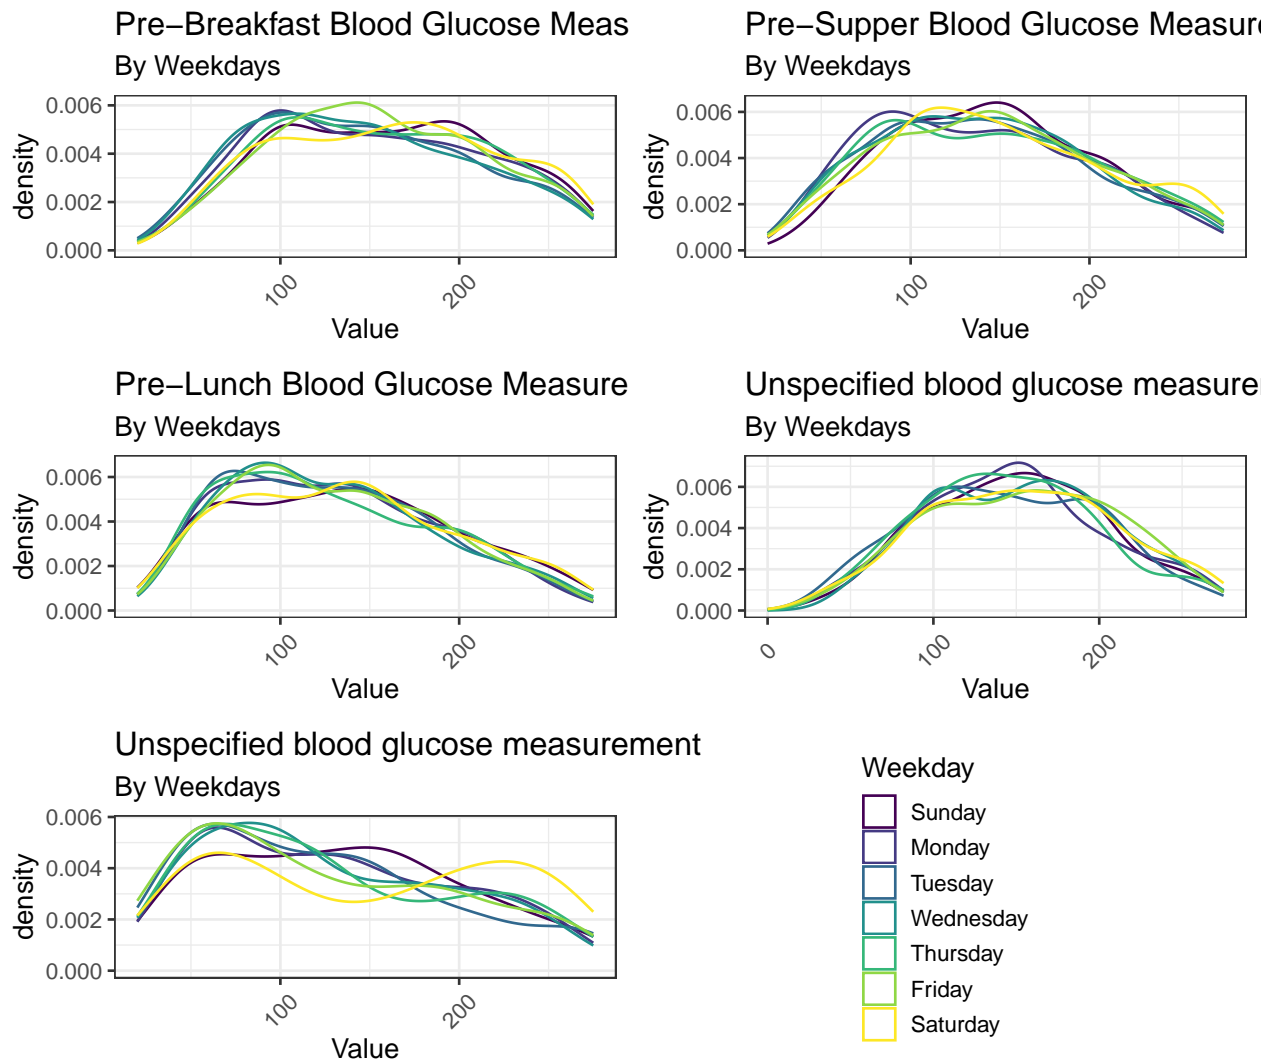 Pre−Breakfast Blood Glucose Meas
By Weekdays
density
0.006
0.004
0.002
0.000
100
200
Value
Pre−Supper Blood Glucose Measure
By Weekdays
density
0.006
0.004
0.002
0.000
100
200
Value
Pre−Lunch Blood Glucose Measure
By Weekdays
density
0.006
0.004
0.002
0.000
100
200
Value
Unspecified blood glucose measure
By Weekdays
density
0.006
0.004
0.002
0.000
0
100
200
Value
Unspecified blood glucose measurement
By Weekdays
density
0.006
0.004
0.002
0.000
100
200
Value
Weekday
Sunday
Monday
Tuesday
Wednesday
Thursday
Friday
Saturday